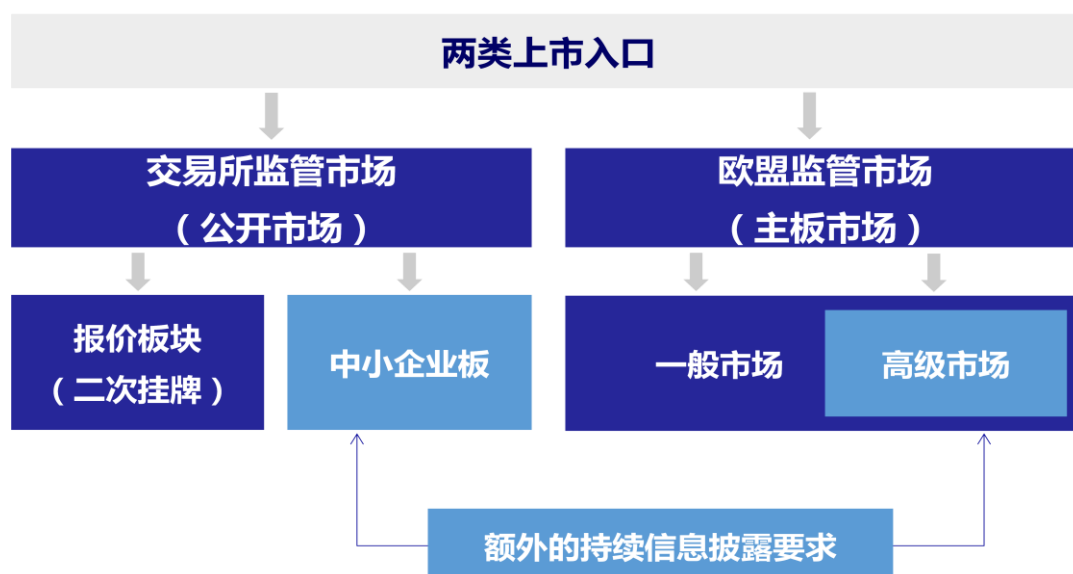 两类上市入口
交易所监管市场
（公开市场）
欧盟监管市场
（主板市场）
报价板块
（二次挂牌）
中小企业板
一般市场
高级市场
额外的持续信息披露要求